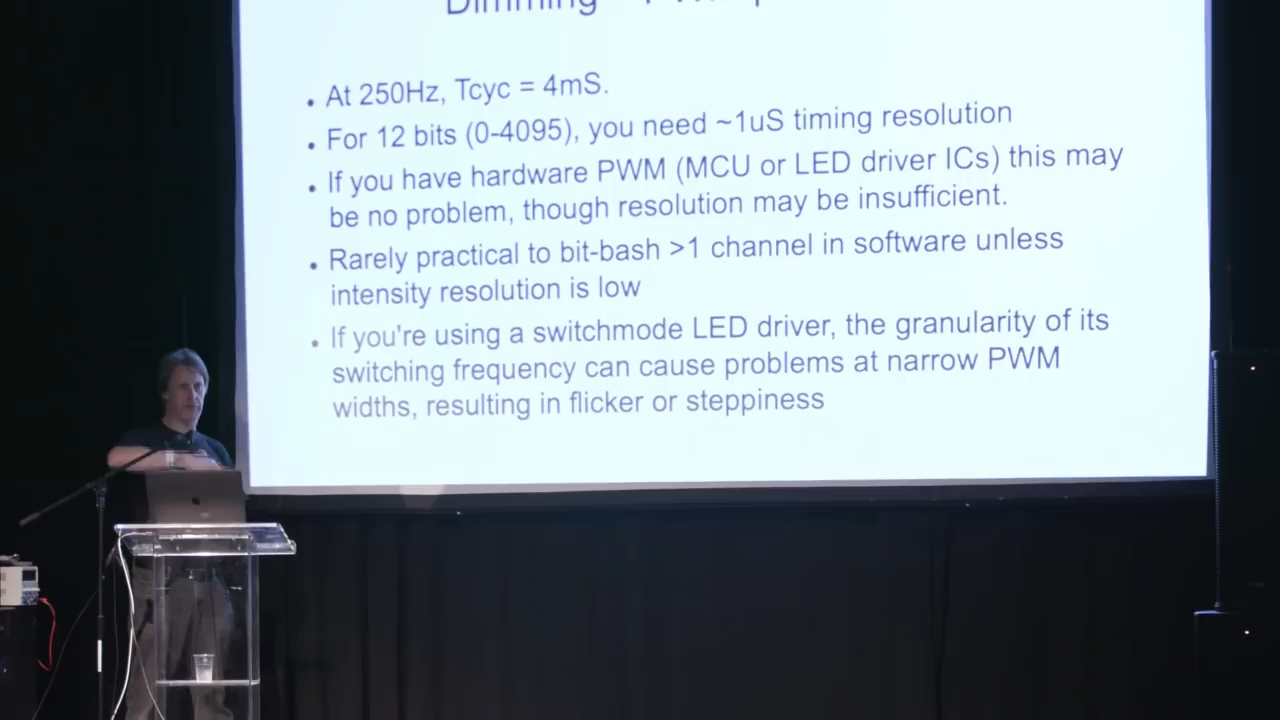 Dimming
• At 250Hz, Tcyc = 4mS.
• For 12 bits (0-4095), you need ~1uS timing resolution
• If you have hardware PWM (MCU or LED driver ICs) this may
be no problem, though resolution may be insufficient.
• Rarely practical to bit-bash >1 channel in software unless
intensity resolution is low
• If you're using a switchmode LED driver, the granularity of its
switching frequency can cause problems at narrow PWM
widths, resulting in flicker or steppiness